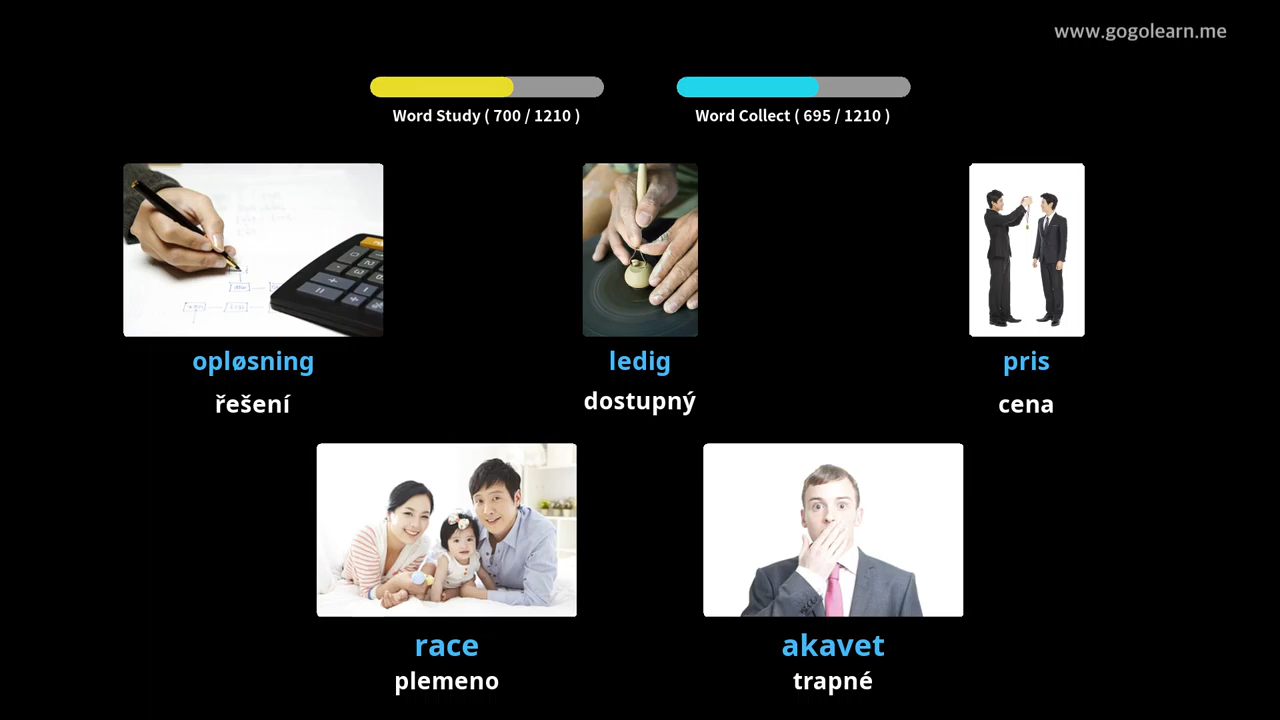 www.gogolearn.me
Word Study ( 700 / 1210 )
Word Collect ( 695 / 1210 )
opløsning
řešení
ledig
dostupný
pris
cena
race
plemeno
akavet
trapné